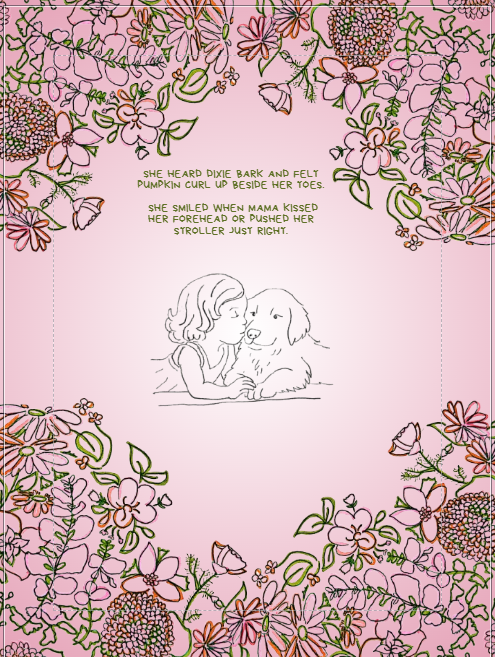 SHE HEARD DIXIE BARK AND FELT
PUMPKIN CURL UP BESIDE HER TOES.
SHE SMILED WHEN MAMA KISSED
HER FOREHEAD OR PUSHED HER
STROLLER JUST RIGHT.